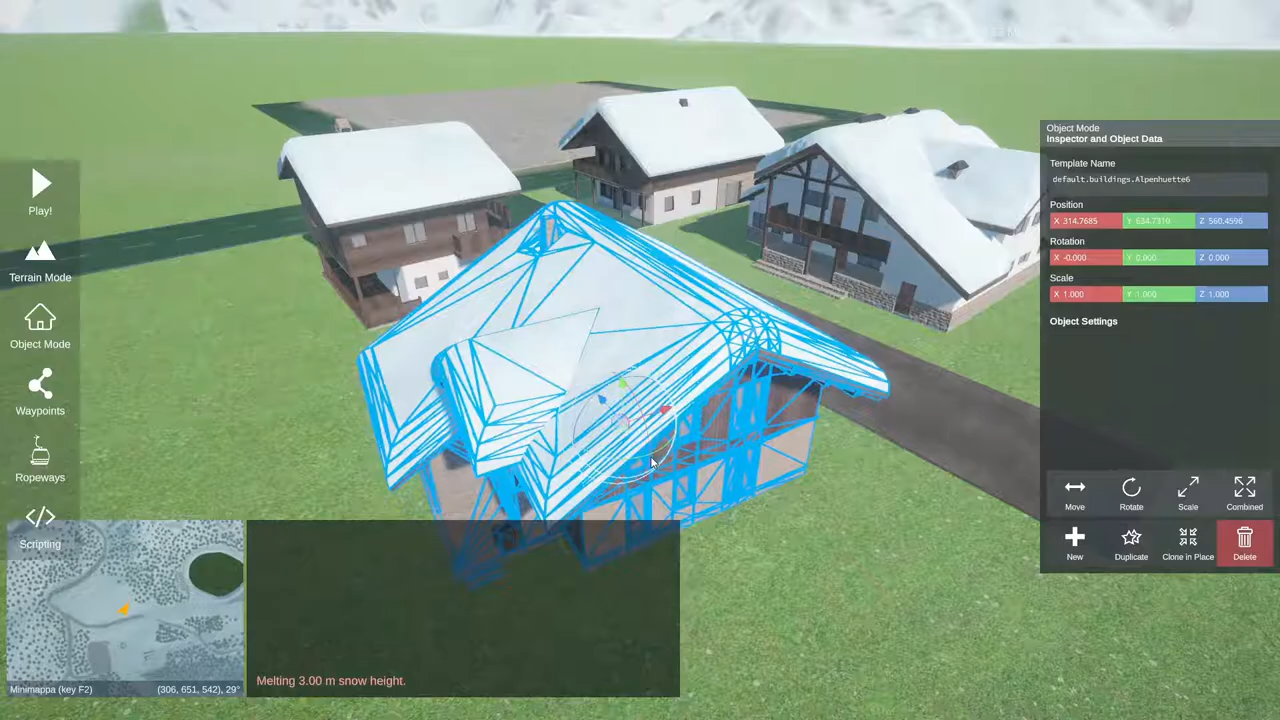 Play!
Terrain Mode
Object Mode
Waypoints
Ropeways
Scripting
Minimappa (key F2)
(306, 651, 542), 29°
Melting 3.00 m snow height.
Object Mode
Inspector and Object Data
Template Name
default.buildings.Alpenhuette6
Position
X 314.7685
Y 634.7310
Z 560.4596
Rotation
X -0.000
Y 0.000
Z 0.000
Scale
X 1.000
Y 1.000
Z 1.000
Object Settings
Move
Rotate
Scale
Combined
New
Duplicate
Clone in Place
Delete